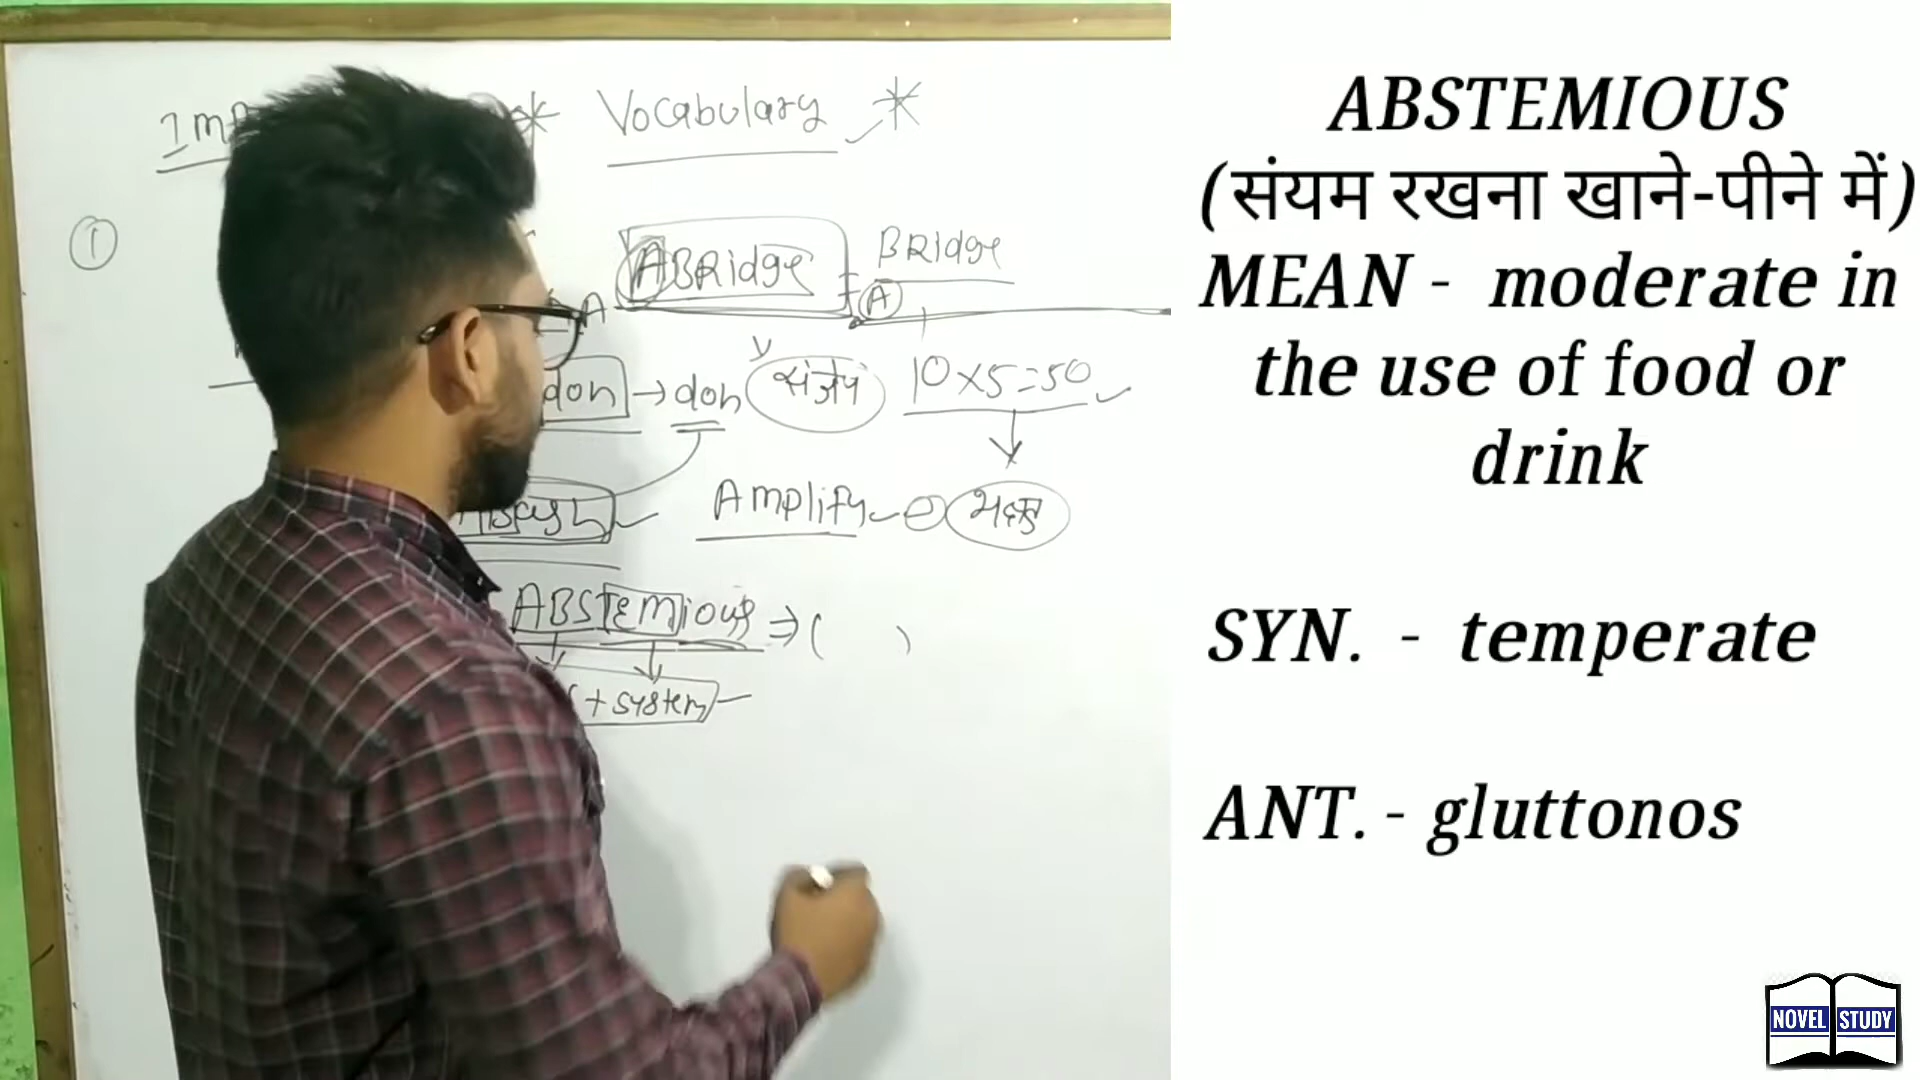 Vocabulary
1
ABRidge
BRidge
A
don → don
10 x 5 = 50
Amplify
ABSTEMious ⇒ ( )
+ system
ABSTEMIOUS
(संयम रखना खाने-पीने में)
MEAN - moderate in
the use of food or
drink
SYN. - temperate
ANT. - gluttonos
NOVEL STUDY